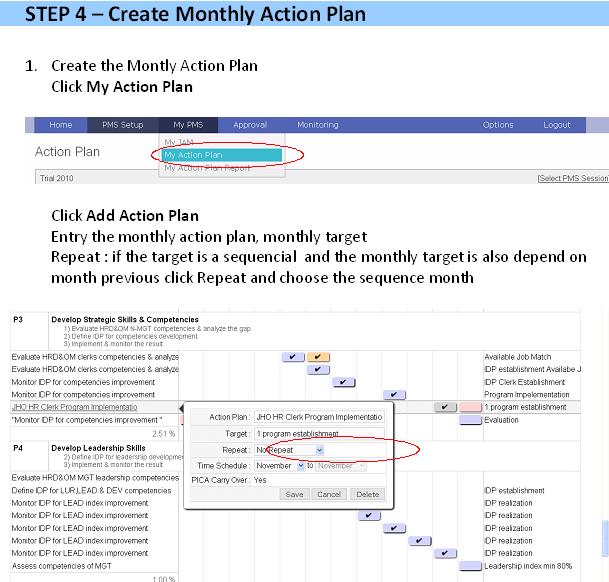 STEP 4 – Create Monthly Action Plan
1. Create the Montly Action Plan
Click My Action Plan
Home PMS Setup My PMS Approval Monitoring Options Logout
My JAM
Action Plan My Action Plan
My Action Plan Report
Trial 2010 [Select PMS Session
Click Add Action Plan
Entry the monthly action plan, monthly target
Repeat : if the target is a sequencial and the monthly target is also depend on
month previous click Repeat and choose the sequence month
P3 Develop Strategic Skills & Competencies
1) Evaluate HRD&OM N-MGT competencies & analyze the gap
2) Define IDP for competencies development
3) Implement & monitor the result
Evaluate HRD&OM clerks competencies & analyze Available Job Match
Evaluate HRD&OM clerks competencies & analyze IDP establishment Availabe J
Monitor IDP for competencies improvement IDP Clerk Establishment
Monitor IDP for competencies improvement Program Impelementation
JHO HR Clerk Program Implementatio 1 program establishment
"Monitor IDP for competencies improvement " Evaluation
2.51 %
Action Plan : JHO HR Clerk Program Implementatio
Target : 1 program establishment
Repeat : No Repeat
Time Schedule : November to November
PICA Carry Over : Yes
Save Cancel Delete
P4 Develop Leadership Skills
1) Evaluate HRD&OM
2) Define IDP for leadership developme
3) Implement & monitor the result
Evaluate HRD&OM MGT leadership competencies
Define IDP for LUR,LEAD & DEV competencies IDP establishment
Monitor IDP for LEAD index improvement IDP realization
Monitor IDP for LEAD index improvement IDP realization
Monitor IDP for LEAD index improvement IDP realization
Monitor IDP for LEAD index improvement IDP realization
Monitor IDP for LEAD index improvement IDP realization
Assess competencies of MGT Leadership index min 80%
1.00 %